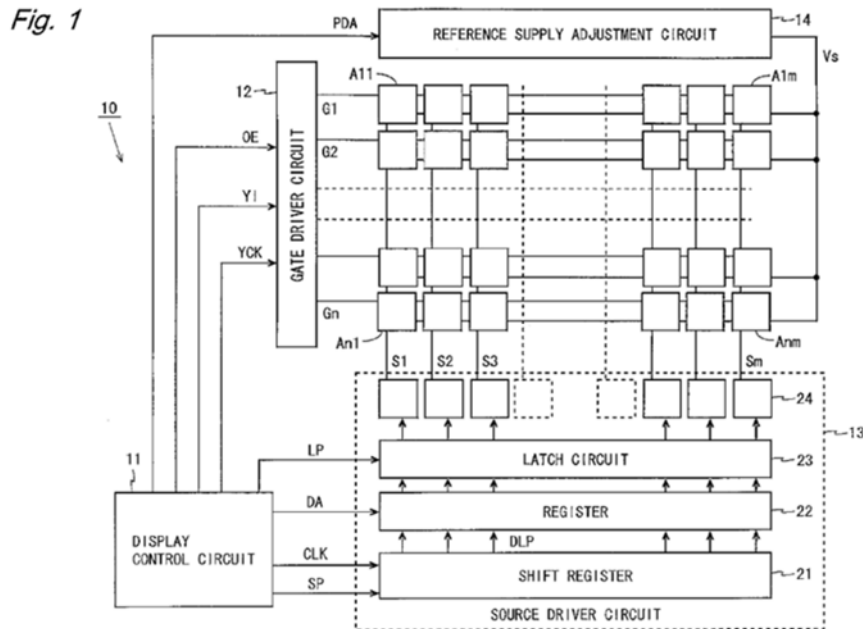 Fig. 1
PDA
REFERENCE SUPPLY ADJUSTMENT CIRCUIT
14
Vs
A11
A1m
12
10
G1
OE
G2
GATE DRIVER CIRCUIT
YI
YCK
Gn
An1
Anm
S1
S2
S3
Sm
24
13
11
LP
LATCH CIRCUIT
23
DA
REGISTER
22
DISPLAY
CONTROL CIRCUIT
DLP
CLK
SHIFT REGISTER
21
SP
SOURCE DRIVER CIRCUIT